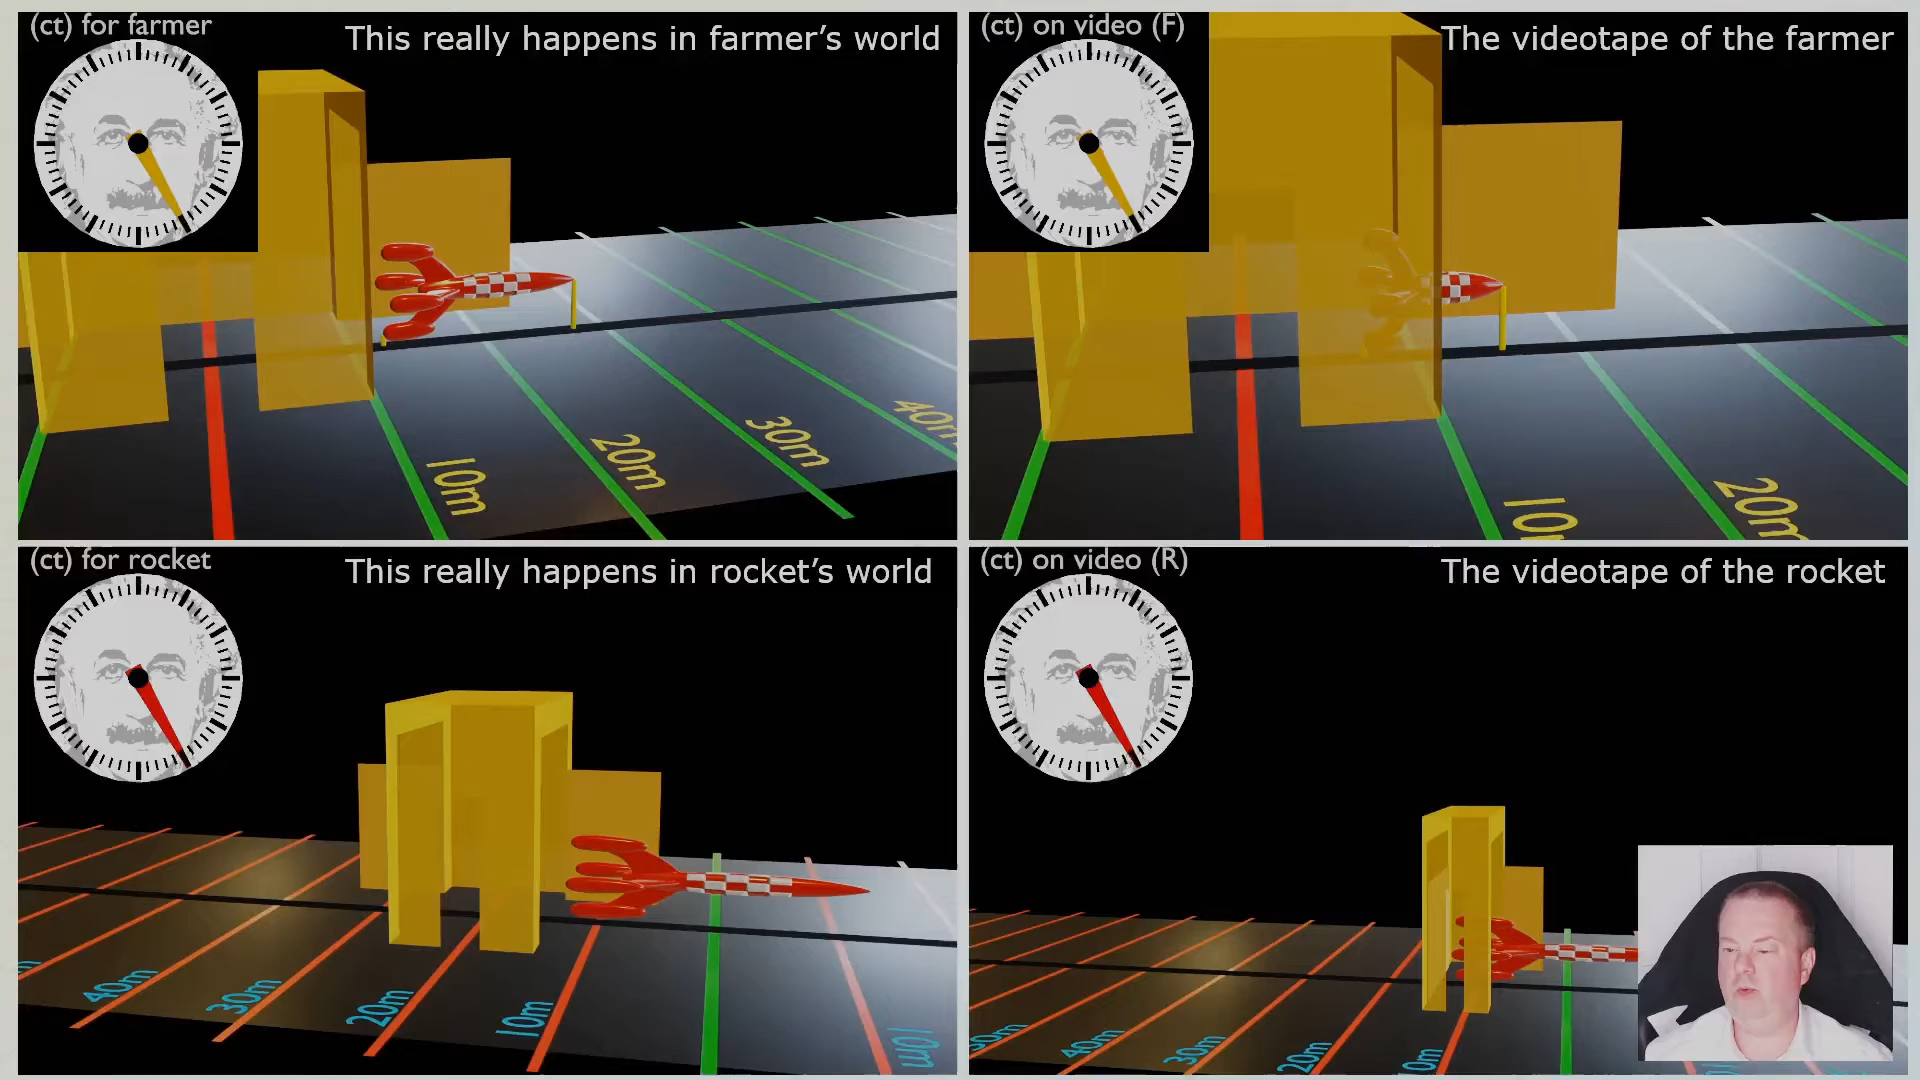 (ct) for farmer
This really happens in farmer's world
10m
20m
30m
40m
(ct) on video (F)
The videotape of the farmer
20m
(ct) for rocket
This really happens in rocket's world
40m
30m
20m
10m
10m
(ct) on video (R)
The videotape of the rocket
40m
30m
20m